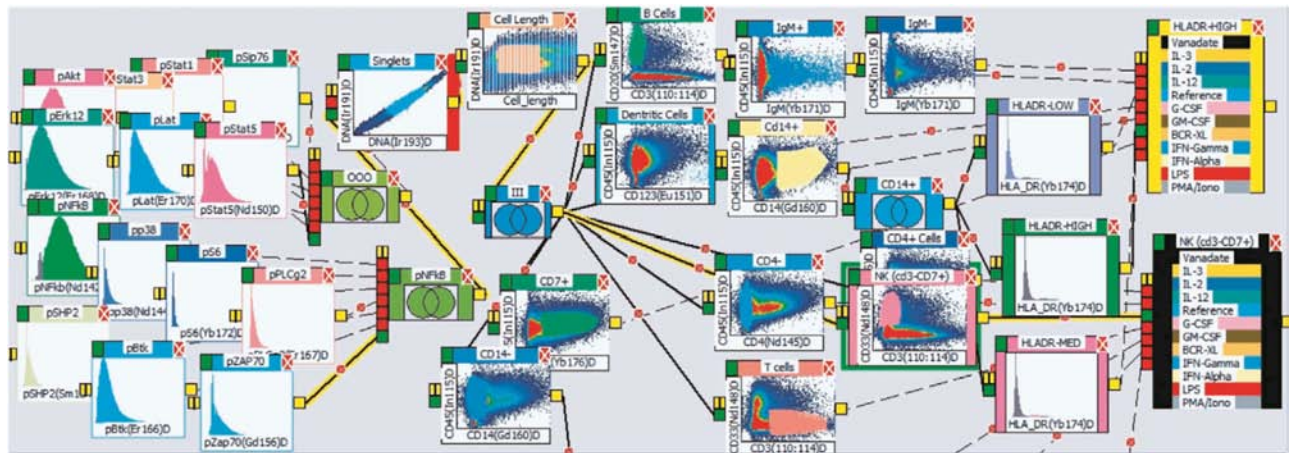 pAkt
Stat3
pStat1
pSlp76
pErk12
pErk12(Er168)D
pLat
pLat(Er170)D
pStat5
pStat5(Nd150)D
pNFkB
pNFkb(Nd142
pp38
pp38(Nd144
pS6
pS6(Yb172)D
pPLCg2
Er167)D
pSHP2
pSHP2(Sm1
pBtk
pBtk(Er166)D
pZAP70
pZap70(Gd156)D
Singlets
DNA(Ir191)D
DNA(Ir193)D
Cell Length
DNA(Ir191)D
Cell_length
OOO
pNFkB
III
B Cells
CD20(Sm147)D
CD3(110:114)D
IgM+
CD45(In115)D
IgM(Yb171)D
IgM-
CD45(In115)D
IgM(Yb171)D
Dentritic Cells
CD45(In115)D
CD123(Eu151)D
Cd14+
CD45(In115)D
CD14(Gd160)D
CD14+
CD7+
S(In115)D
Yb176)D
CD14-
CD45(In115)D
CD14(Gd160)D
CD4-
CD45(In115)D
CD4(Nd145)D
CD4+ Cells
NK (cd3-CD7+)
CD33(Nd148)D
CD3(110:114)D
T cells
CD33(Nd148)D
CD3(110:114)D
HLADR-LOW
HLA_DR(Yb174)D
HLADR-HIGH
HLA_DR(Yb174)D
HLADR-MED
HLA_DR(Yb174)D
HLADR-HIGH
Vanadate
IL-3
IL-2
IL-12
Reference
G-CSF
GM-CSF
BCR-XL
IFN-Gamma
IFN-Alpha
LPS
PMA/Iono
NK (cd3-CD7+)
Vanadate
IL-3
IL-2
IL-12
Reference
G-CSF
GM-CSF
BCR-XL
IFN-Gamma
IFN-Alpha
LPS
PMA/Iono